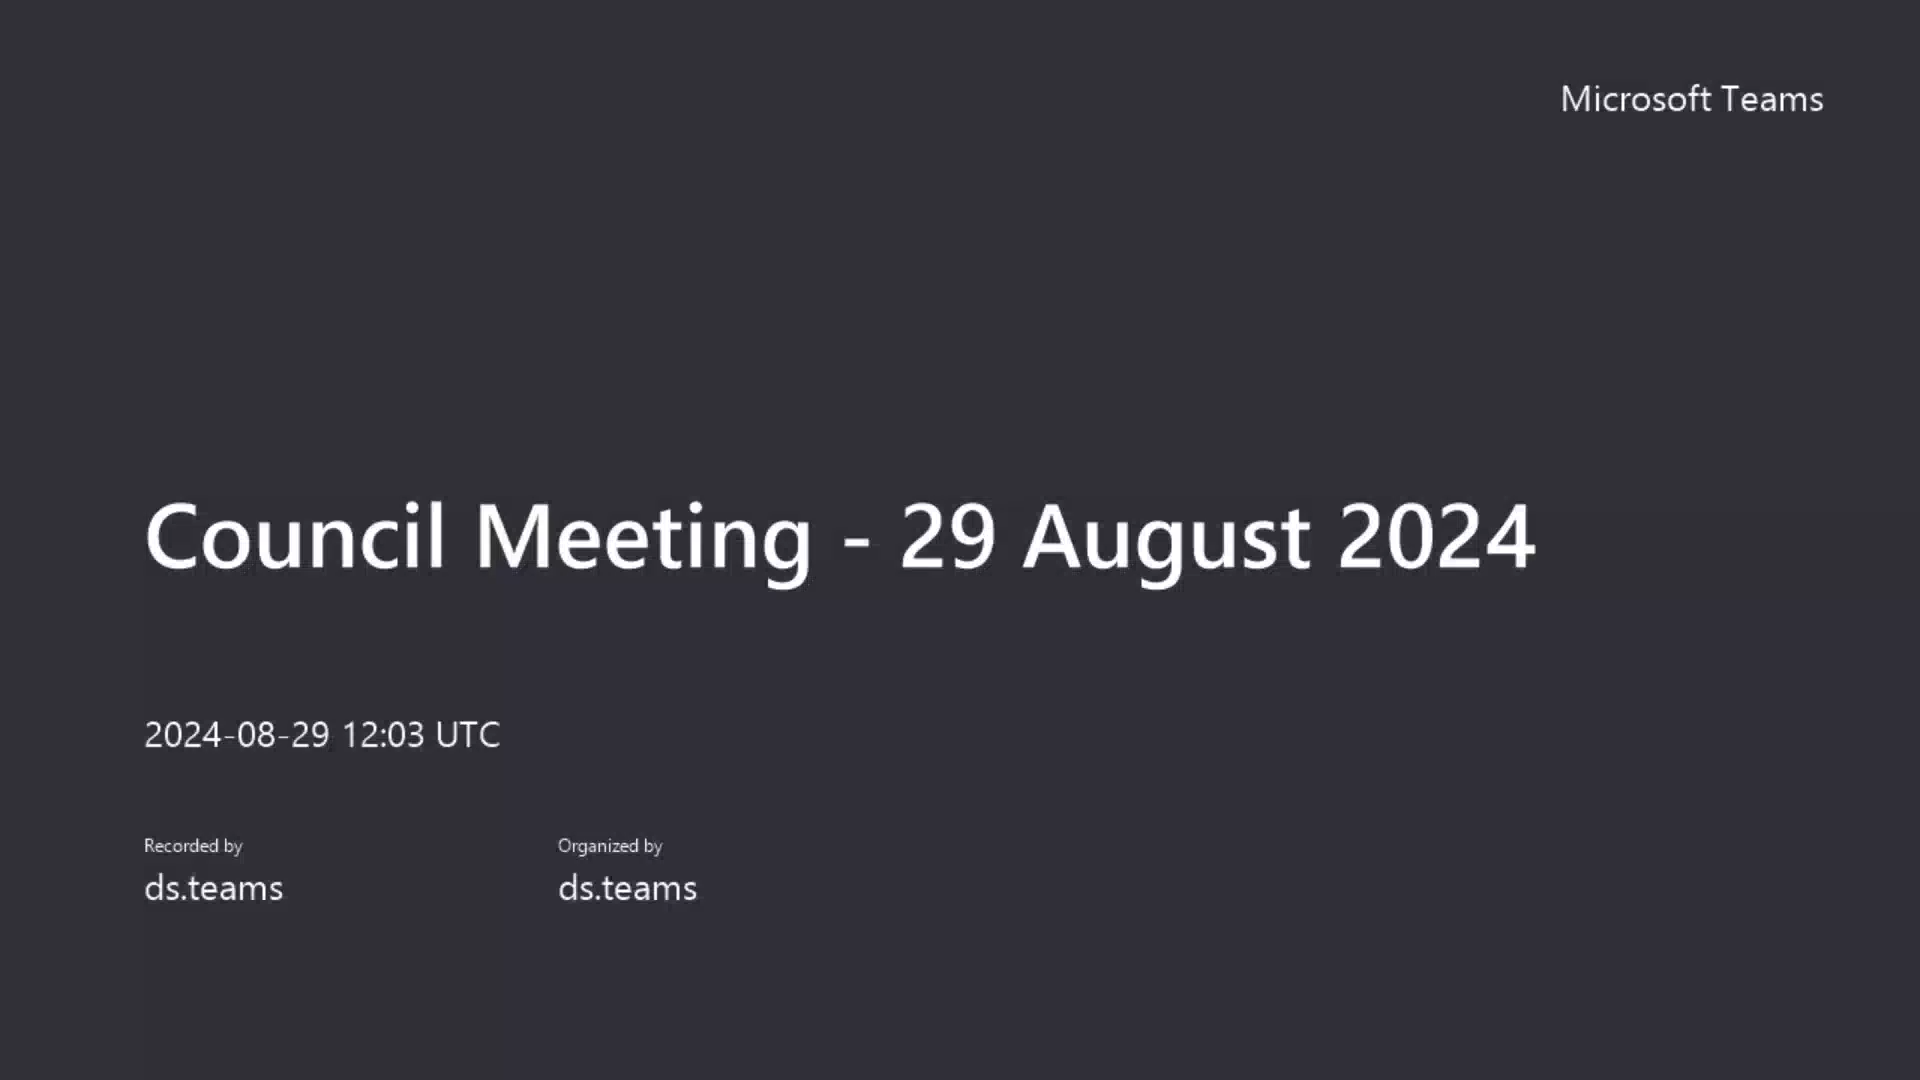 Microsoft Teams
Council Meeting - 29 August 2024
2024-08-29 12:03 UTC
Recorded by
ds.teams
Organized by
ds.teams